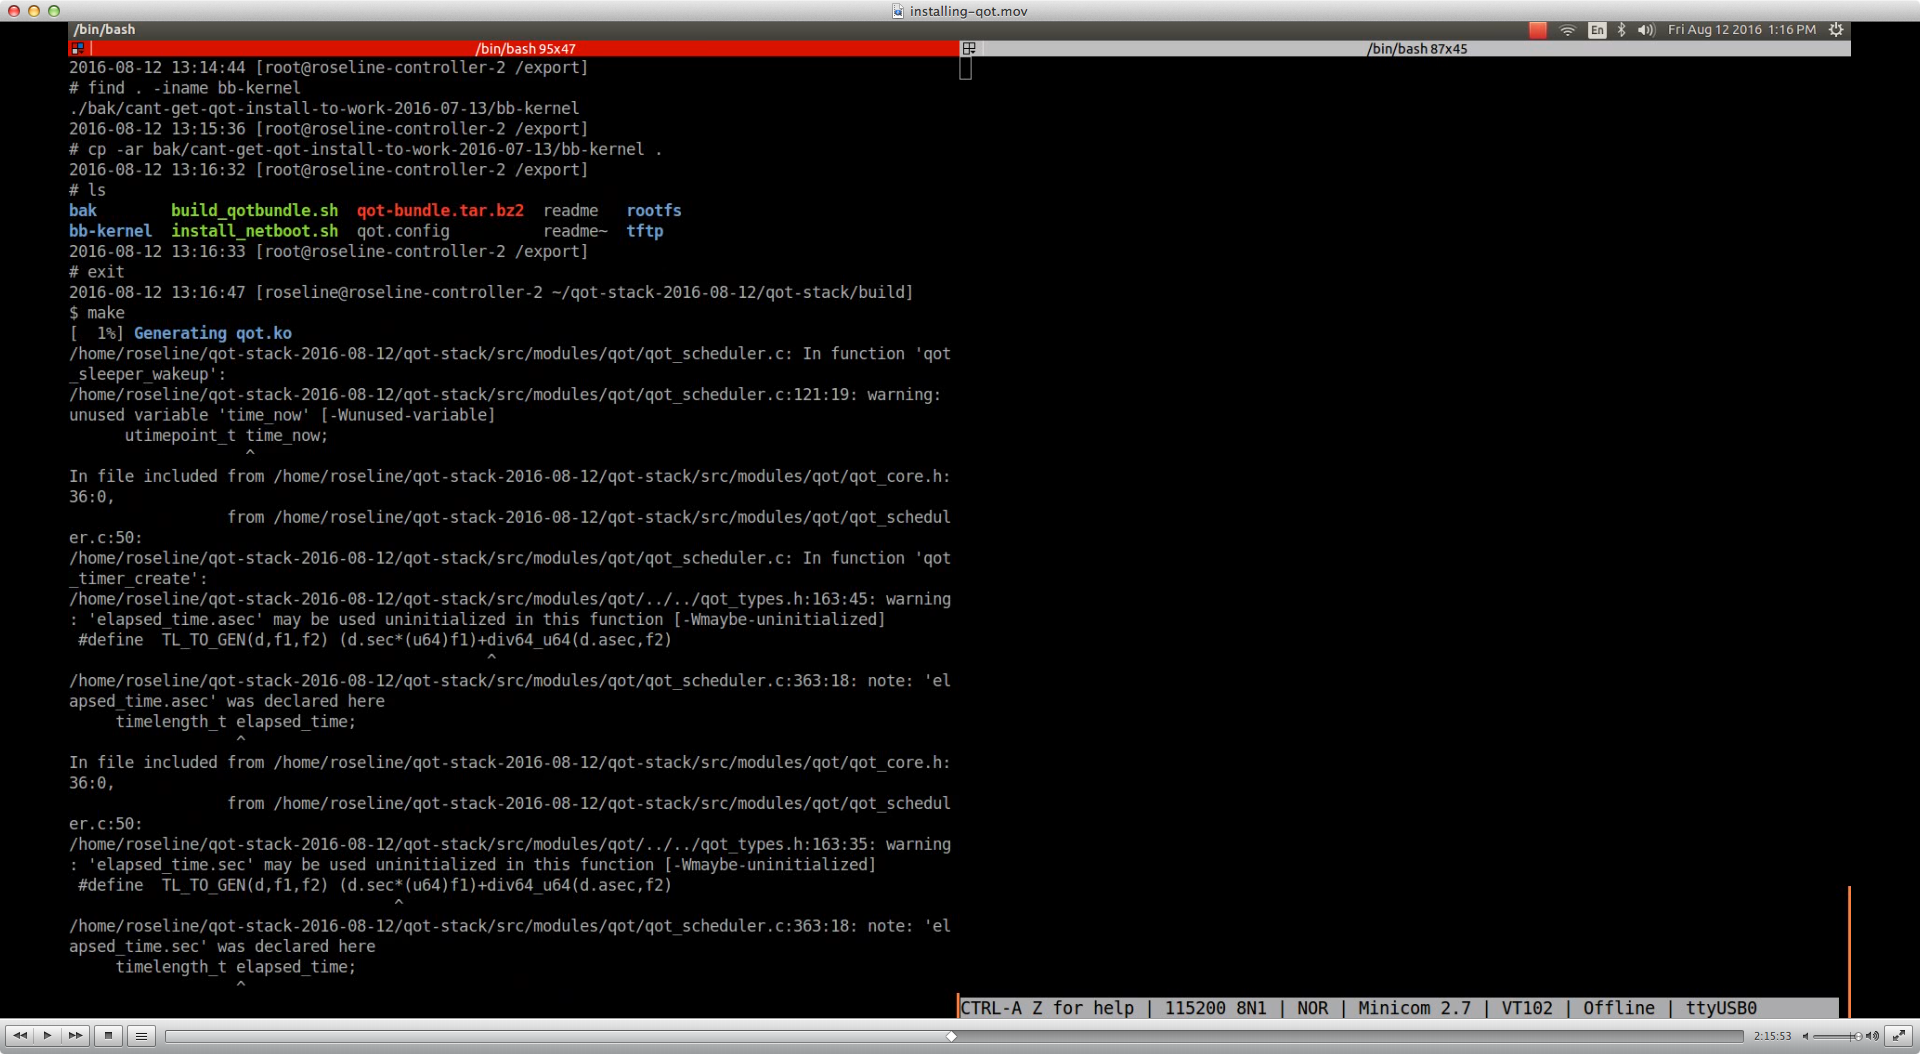 installing-qot.mov
/bin/bash
En
Fri Aug 12 2016 1:16 PM
/bin/bash 95x47
/bin/bash 87x45
2016-08-12 13:14:44 [root@roseline-controller-2 /export]
# find . -iname bb-kernel
./bak/cant-get-qot-install-to-work-2016-07-13/bb-kernel
2016-08-12 13:15:36 [root@roseline-controller-2 /export]
# cp -ar bak/cant-get-qot-install-to-work-2016-07-13/bb-kernel .
2016-08-12 13:16:32 [root@roseline-controller-2 /export]
# ls
bak        build_qotbundle.sh  qot-bundle.tar.bz2  readme   rootfs
bb-kernel  install_netboot.sh  qot.config          readme~  tftp
2016-08-12 13:16:33 [root@roseline-controller-2 /export]
# exit
2016-08-12 13:16:47 [roseline@roseline-controller-2 ~/qot-stack-2016-08-12/qot-stack/build]
$ make
[  1%] Generating qot.ko
/home/roseline/qot-stack-2016-08-12/qot-stack/src/modules/qot/qot_scheduler.c: In function 'qot
_sleeper_wakeup':
/home/roseline/qot-stack-2016-08-12/qot-stack/src/modules/qot/qot_scheduler.c:121:19: warning:
unused variable 'time_now' [-Wunused-variable]
      utimepoint_t time_now;
                   ^
In file included from /home/roseline/qot-stack-2016-08-12/qot-stack/src/modules/qot/qot_core.h:
36:0,
                 from /home/roseline/qot-stack-2016-08-12/qot-stack/src/modules/qot/qot_schedul
er.c:50:
/home/roseline/qot-stack-2016-08-12/qot-stack/src/modules/qot/qot_scheduler.c: In function 'qot
_timer_create':
/home/roseline/qot-stack-2016-08-12/qot-stack/src/modules/qot/../../qot_types.h:163:45: warning
: 'elapsed_time.asec' may be used uninitialized in this function [-Wmaybe-uninitialized]
 #define  TL_TO_GEN(d,f1,f2) (d.sec*(u64)f1)+div64_u64(d.asec,f2)
                                             ^
/home/roseline/qot-stack-2016-08-12/qot-stack/src/modules/qot/qot_scheduler.c:363:18: note: 'el
apsed_time.asec' was declared here
     timelength_t elapsed_time;
                  ^
In file included from /home/roseline/qot-stack-2016-08-12/qot-stack/src/modules/qot/qot_core.h:
36:0,
                 from /home/roseline/qot-stack-2016-08-12/qot-stack/src/modules/qot/qot_schedul
er.c:50:
/home/roseline/qot-stack-2016-08-12/qot-stack/src/modules/qot/../../qot_types.h:163:35: warning
: 'elapsed_time.sec' may be used uninitialized in this function [-Wmaybe-uninitialized]
 #define  TL_TO_GEN(d,f1,f2) (d.sec*(u64)f1)+div64_u64(d.asec,f2)
                                   ^
/home/roseline/qot-stack-2016-08-12/qot-stack/src/modules/qot/qot_scheduler.c:363:18: note: 'el
apsed_time.sec' was declared here
     timelength_t elapsed_time;
                  ^
CTRL-A Z for help | 115200 8N1 | NOR | Minicom 2.7 | VT102 | Offline | ttyUSB0
2:15:53